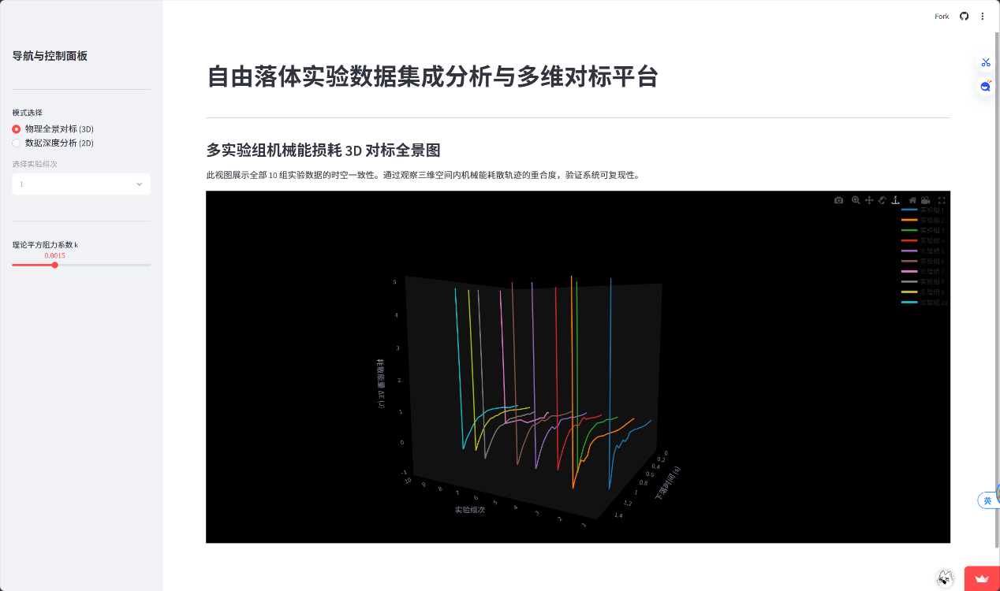 Fork
导航与控制面板
自由落体实验数据集成分析与多维对标平台
模式选择
物理全景对标 (3D)
数据深度分析 (2D)
选择实验组次
1
理论平方阻力系数 k
0.0015
多实验组机械能损耗 3D 对标全景图
此视图展示全部 10 组实验数据的时空一致性。通过观察三维空间内机械能耗散轨迹的重合度，验证系统可复现性。
实验组 1
实验组 2
实验组 3
实验组 4
实验组 5
实验组 6
实验组 7
实验组 8
实验组 9
实验组 10
5
4
3
2
1
0
-1
耗散能量 ΔE (J)
10
9
8
7
6
5
4
3
2
1
实验组次
0
0.2
0.4
0.6
0.8
1
1.2
1.4
下落时间 (s)
英